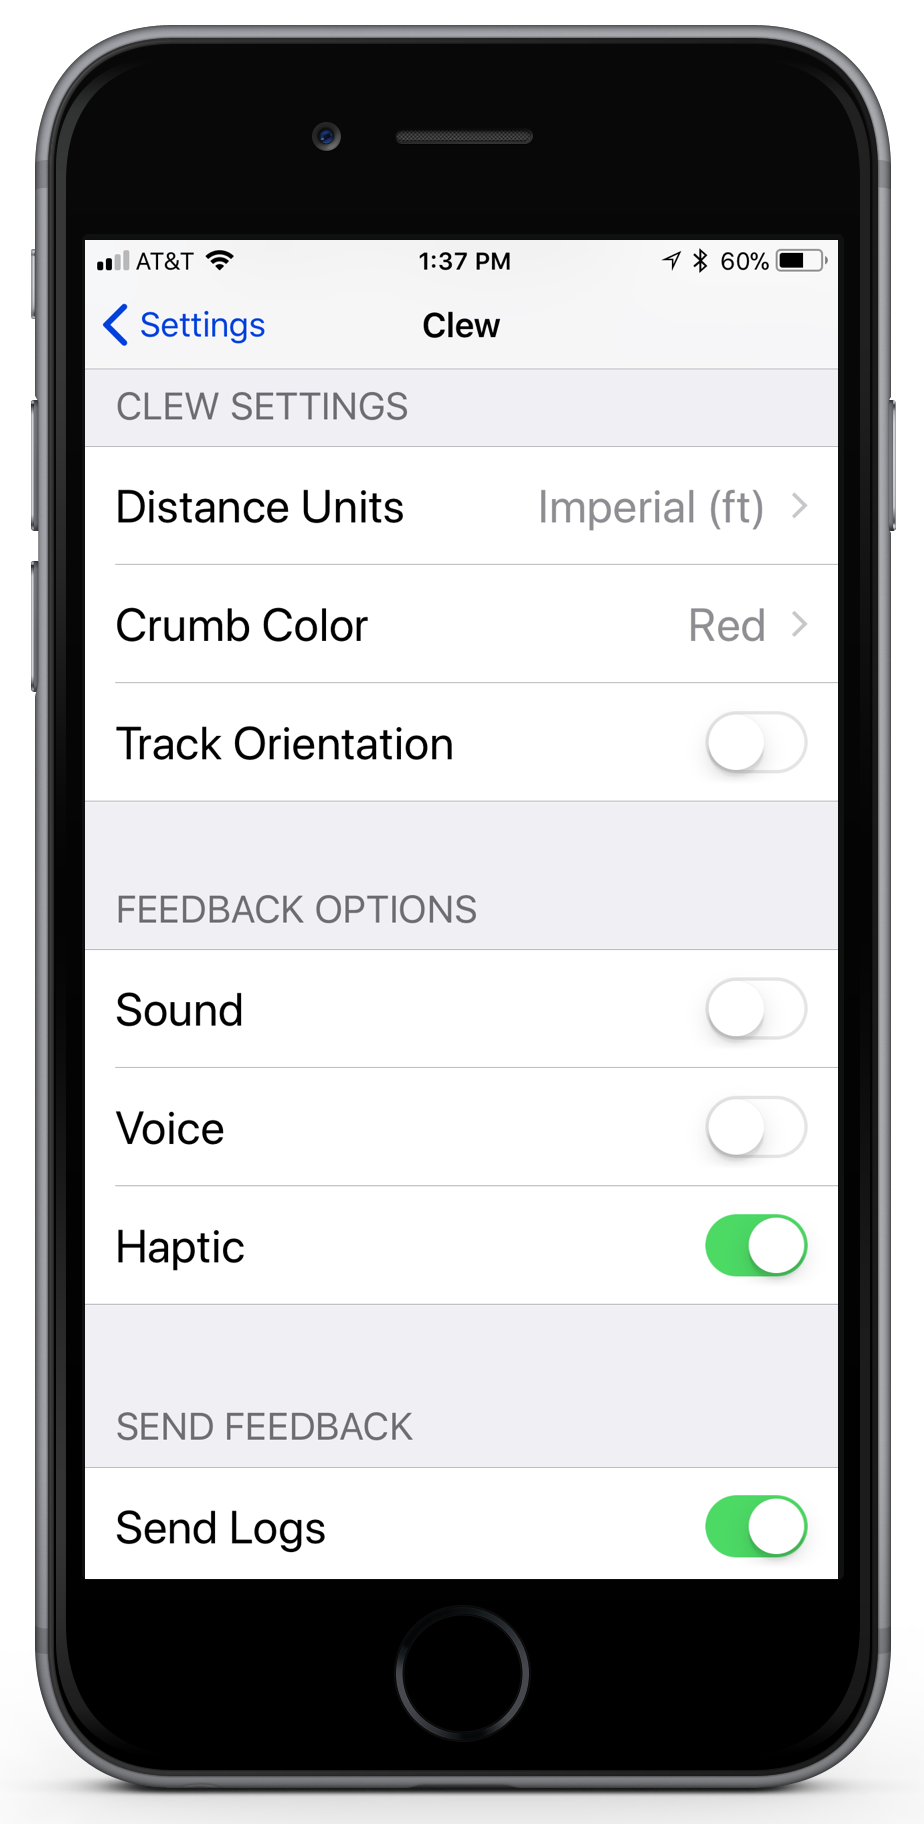 AT&T 1:37 PM 60%
Settings Clew
CLEW SETTINGS
Distance Units Imperial (ft)
Crumb Color Red
Track Orientation
FEEDBACK OPTIONS
Sound
Voice
Haptic
SEND FEEDBACK
Send Logs